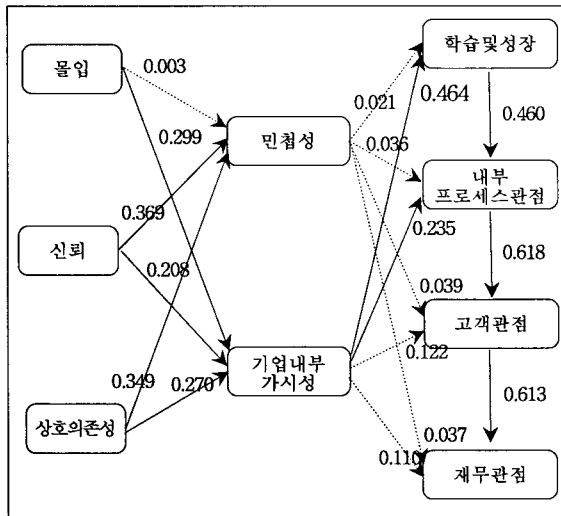 몰입
0.003
학습및성장
0.021
0.464
0.460
0.299
민첩성
0.036
내부
프로세스관점
0.369
0.235
신뢰
0.208
0.618
0.039
고객관점
기업내부
가시성
0.122
0.349
0.270
0.613
상호의존성
0.037
0.110
재무관점